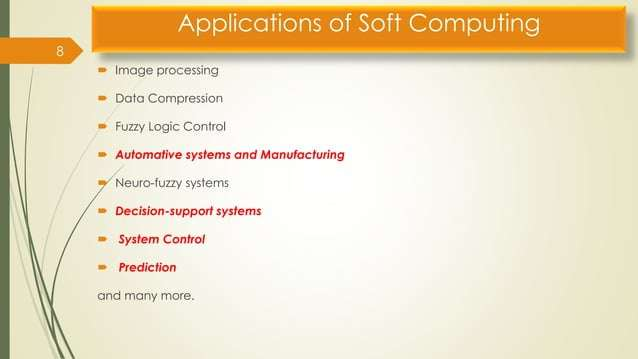 Applications of Soft Computing
8
Image processing
Data Compression
Fuzzy Logic Control
Automative systems and Manufacturing
Neuro-fuzzy systems
Decision-support systems
System Control
Prediction
and many more.